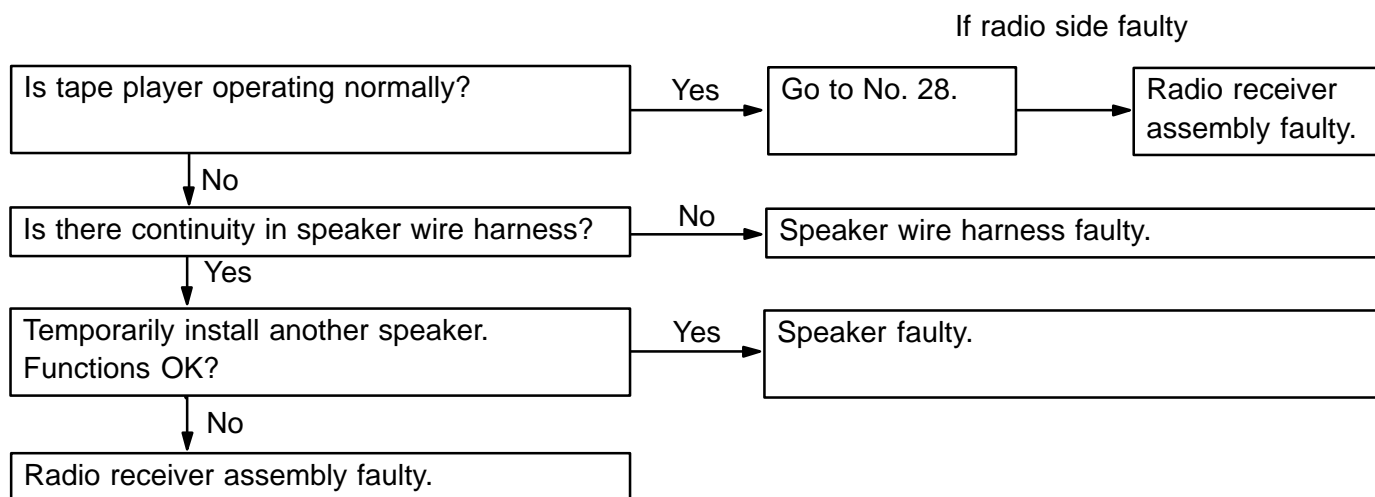 If radio side faulty
Is tape player operating normally?
Yes
Go to No. 28.
Radio receiver
assembly faulty.
No
Is there continuity in speaker wire harness?
No
Speaker wire harness faulty.
Yes
Temporarily install another speaker.
Functions OK?
Yes
Speaker faulty.
No
Radio receiver assembly faulty.